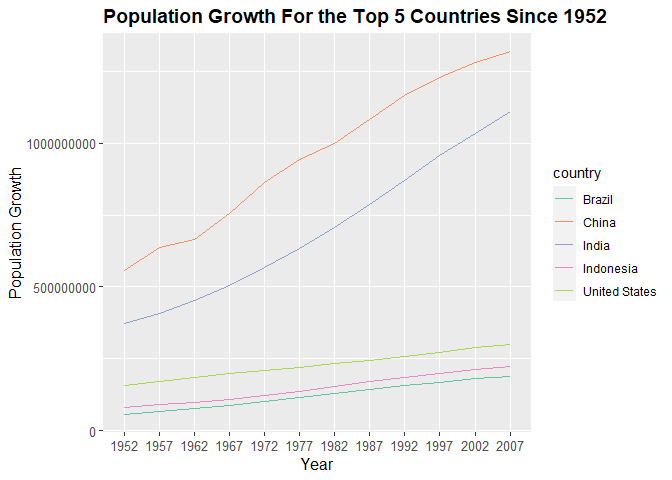 Population Growth For the Top 5 Countries Since 1952
Population Growth
1000000000
500000000
0
1952 1957 1962 1967 1972 1977 1982 1987 1992 1997 2002 2007
Year
country
Brazil
China
India
Indonesia
United States